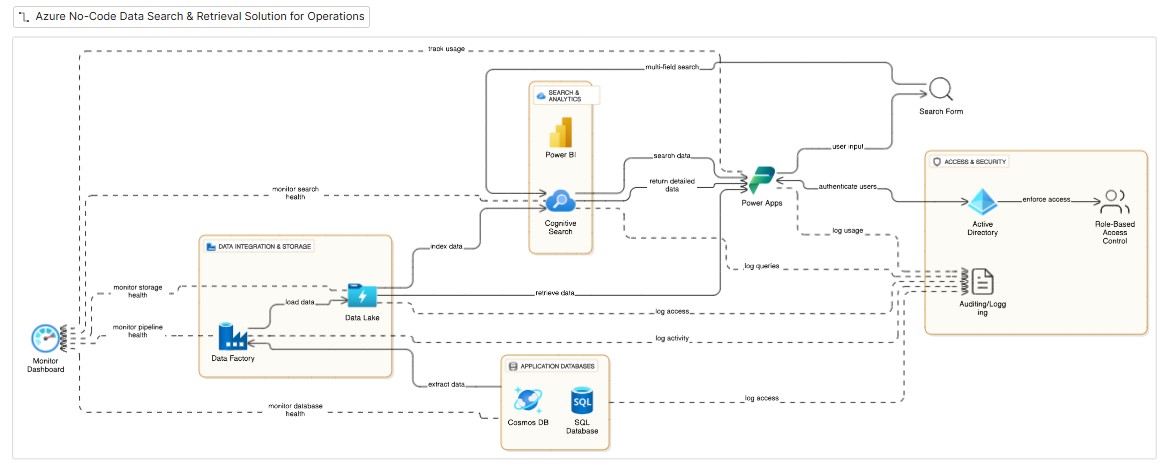 Azure No-Code Data Search & Retrieval Solution for Operations
track usage
multi-field search
SEARCH &
ANALYTICS
Search Form
Power BI
user input
search data
ACCESS & SECURITY
return detailed
data
monitor search
health
authenticate users
enforce access
Power Apps
Cognitive
Search
Active
Directory
Role-Based
Access
Control
log usage
DATA INTEGRATION & STORAGE
index data
log queries
monitor storage
health
load data
retrieve data
Auditing/Logg
ing
log access
Data Lake
monitor pipeline
health
log activity
Data Factory
Monitor
Dashboard
APPLICATION DATABASES
extract data
SQL
log access
monitor database
health
Cosmos DB
SQL
Database